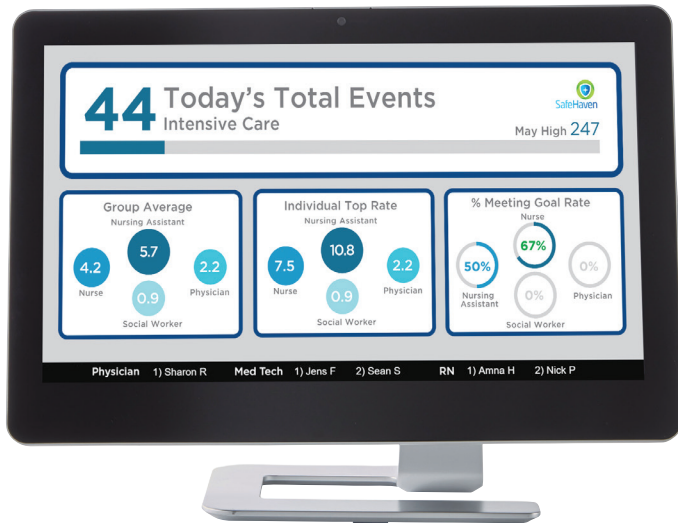 44 Today's Total Events
Intensive Care
SafeHaven
May High 247
Group Average
Nursing Assistant
5.7
4.2
2.2
Nurse
Physician
0.9
Social Worker
Individual Top Rate
Nursing Assistant
10.8
7.5
2.2
Nurse
Physician
0.9
Social Worker
% Meeting Goal Rate
Nurse
67%
50%
0%
Nursing
Assistant
Physician
0%
Social Worker
Physician 1) Sharon R Med Tech 1) Jens F 2) Sean S RN 1) Amna H 2) Nick P